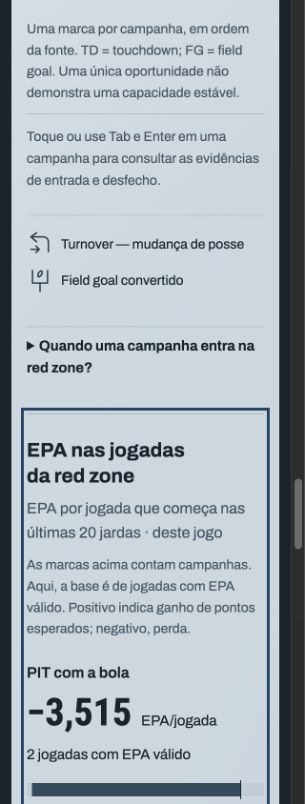 Uma marca por campanha, em ordem
da fonte. TD = touchdown; FG = field
goal. Uma única oportunidade não
demonstra uma capacidade estável.
Toque ou use Tab e Enter em uma
campanha para consultar as evidências
de entrada e desfecho.
Turnover — mudança de posse
Field goal convertido
▶ Quando uma campanha entra na
red zone?
EPA nas jogadas
da red zone
EPA por jogada que começa nas
últimas 20 jardas · deste jogo
As marcas acima contam campanhas.
Aqui, a base é de jogadas com EPA
válido. Positivo indica ganho de pontos
esperados; negativo, perda.
PIT com a bola
−3,515 EPA/jogada
2 jogadas com EPA válido